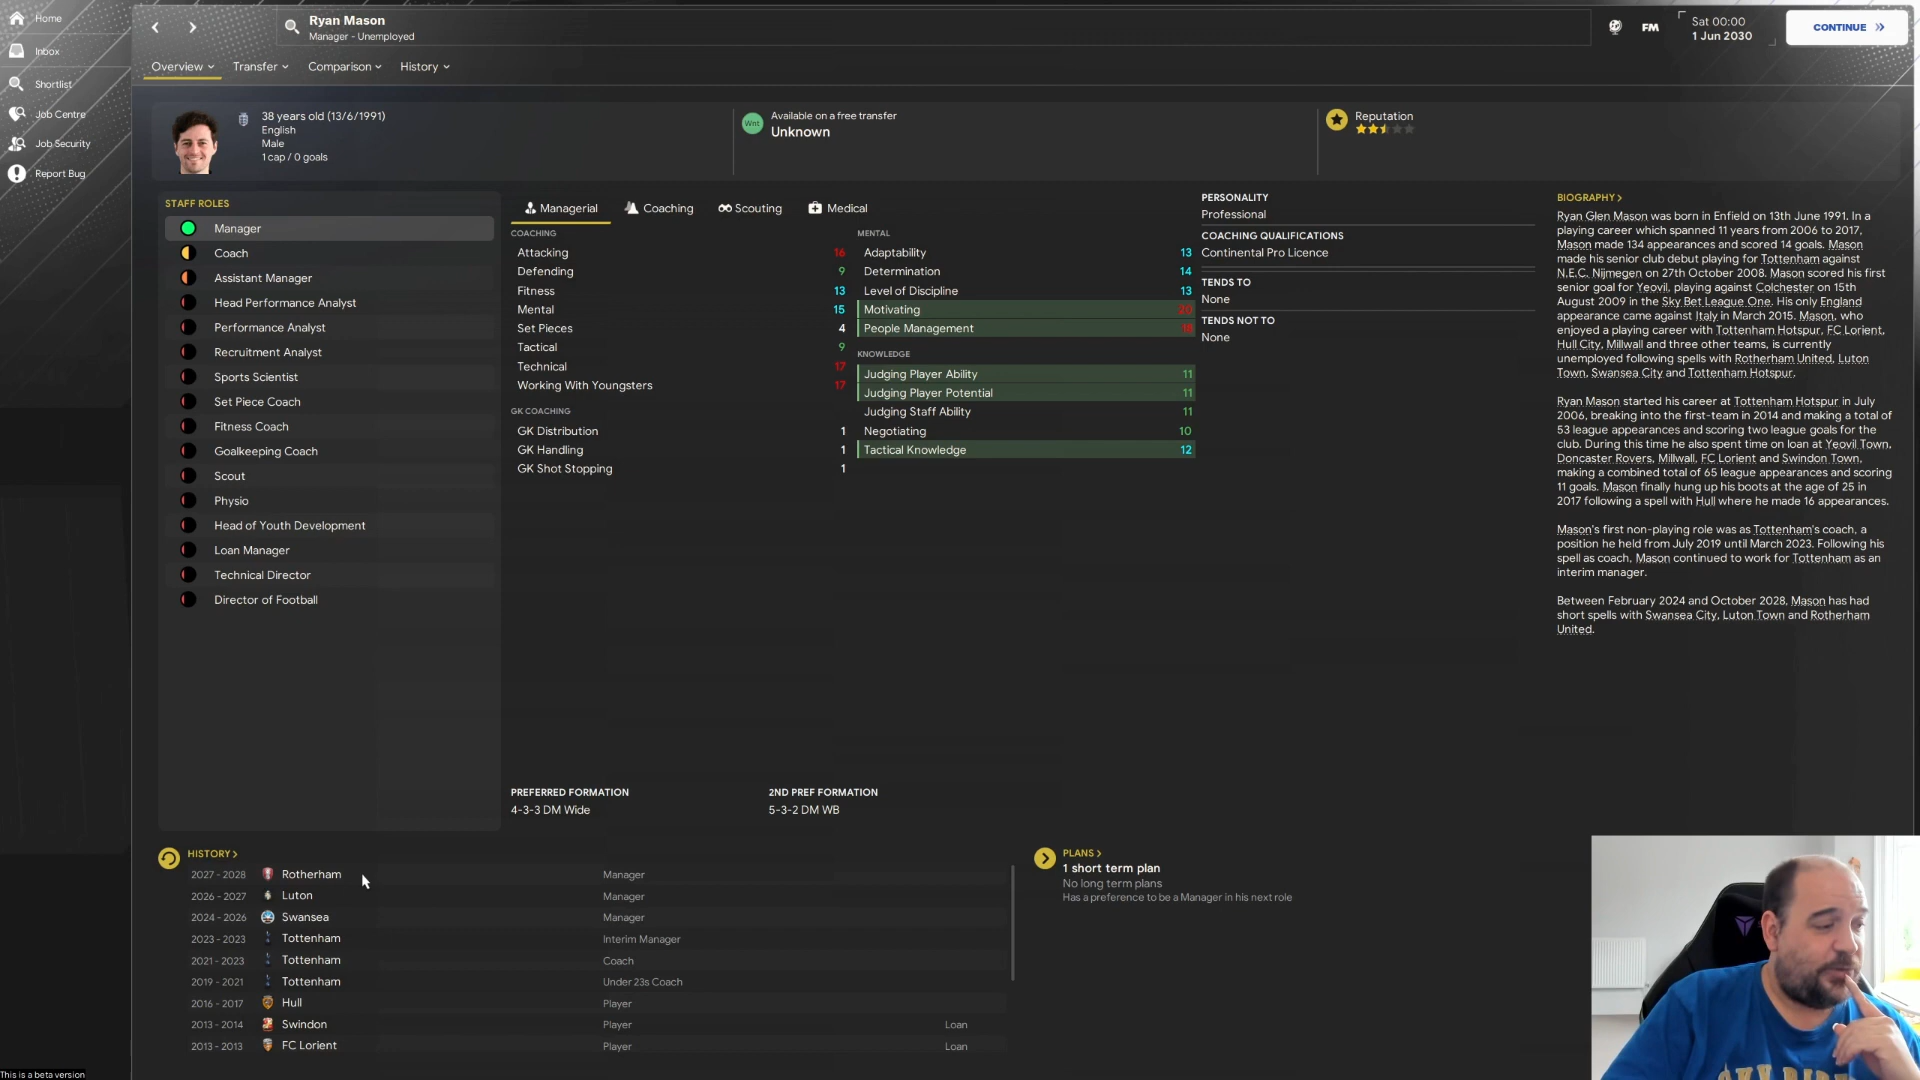 Home
Inbox
Shortlist
Job Centre
Job Security
Report Bug
Ryan Mason
Manager - Unemployed
FM
Sat 00:00
1 Jun 2030
CONTINUE
Overview
Transfer
Comparison
History
38 years old (13/6/1991)
English
Male
1 cap / 0 goals
Wnt
Available on a free transfer
Unknown
Reputation
STAFF ROLES
Manager
Coach
Assistant Manager
Head Performance Analyst
Performance Analyst
Recruitment Analyst
Sports Scientist
Set Piece Coach
Fitness Coach
Goalkeeping Coach
Scout
Physio
Head of Youth Development
Loan Manager
Technical Director
Director of Football
Managerial
Coaching
Scouting
Medical
COACHING
Attacking 16
Defending 9
Fitness 13
Mental 15
Set Pieces 4
Tactical 9
Technical 17
Working With Youngsters 17
GK COACHING
GK Distribution 1
GK Handling 1
GK Shot Stopping 1
MENTAL
Adaptability 13
Determination 14
Level of Discipline 13
Motivating 20
People Management 18
KNOWLEDGE
Judging Player Ability 11
Judging Player Potential 11
Judging Staff Ability 11
Negotiating 10
Tactical Knowledge 12
PERSONALITY
Professional
COACHING QUALIFICATIONS
Continental Pro Licence
TENDS TO
None
TENDS NOT TO
None
BIOGRAPHY >
Ryan Glen Mason was born in Enfield on 13th June 1991. In a
playing career which spanned 11 years from 2006 to 2017,
Mason made 134 appearances and scored 14 goals. Mason
made his senior club debut playing for Tottenham against
N.E.C. Nijmegen on 27th October 2008. Mason scored his first
senior goal for Yeovil, playing against Colchester on 15th
August 2009 in the Sky Bet League One. His only England
appearance came against Italy in March 2015. Mason, who
enjoyed a playing career with Tottenham Hotspur, FC Lorient,
Hull City, Millwall and three other teams, is currently
unemployed following spells with Rotherham United, Luton
Town, Swansea City and Tottenham Hotspur.
Ryan Mason started his career at Tottenham Hotspur in July
2006, breaking into the first-team in 2014 and making a total of
53 league appearances and scoring two league goals for the
club. During this time he also spent time on loan at Yeovil Town,
Doncaster Rovers, Millwall, FC Lorient and Swindon Town,
making a combined total of 65 league appearances and scoring
11 goals. Mason finally hung up his boots at the age of 25 in
2017 following a spell with Hull where he made 16 appearances.
Mason's first non-playing role was as Tottenham's coach, a
position he held from July 2019 until March 2023. Following his
spell as coach, Mason continued to work for Tottenham as an
interim manager.
Between February 2024 and October 2028, Mason has had
short spells with Swansea City, Luton Town and Rotherham
United.
PREFERRED FORMATION
4-3-3 DM Wide
2ND PREF FORMATION
5-3-2 DM WB
HISTORY >
2027 - 2028 Rotherham Manager
2026 - 2027 Luton Manager
2024 - 2026 Swansea Manager
2023 - 2023 Tottenham Interim Manager
2021 - 2023 Tottenham Coach
2019 - 2021 Tottenham Under 23s Coach
2016 - 2017 Hull Player
2013 - 2014 Swindon Player Loan
2013 - 2013 FC Lorient Player Loan
PLANS >
1 short term plan
No long term plans
Has a preference to be a Manager in his next role
This is a beta version